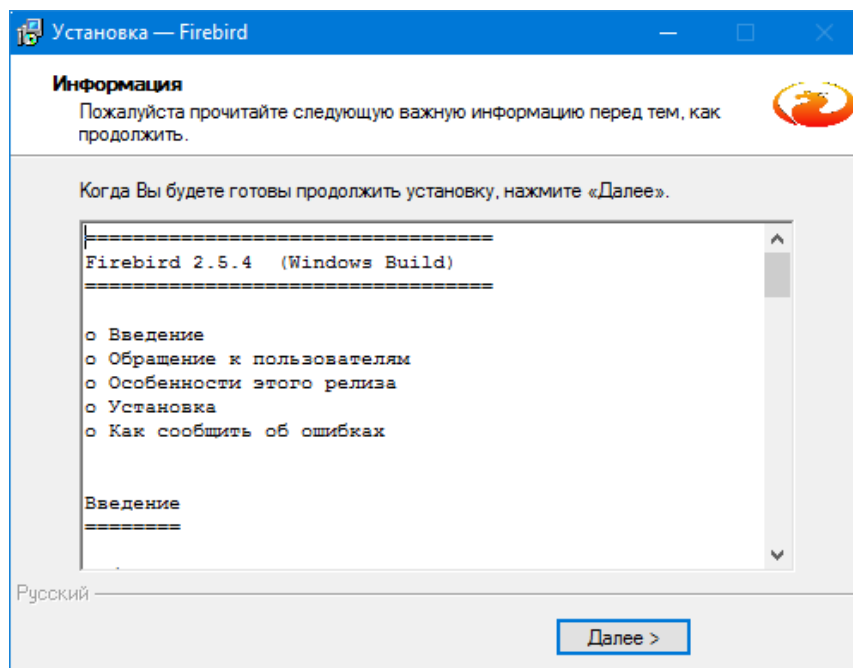 Установка — Firebird
Информация
Пожалуйста прочитайте следующую важную информацию перед тем, как
продолжить.
Когда Вы будете готовы продолжить установку, нажмите «Далее».
==================================
Firebird 2.5.4  (Windows Build)
==================================
o Введение
o Обращение к пользователям
o Особенности этого релиза
o Установка
o Как сообщить об ошибках
Введение
========
Русский
Далее >